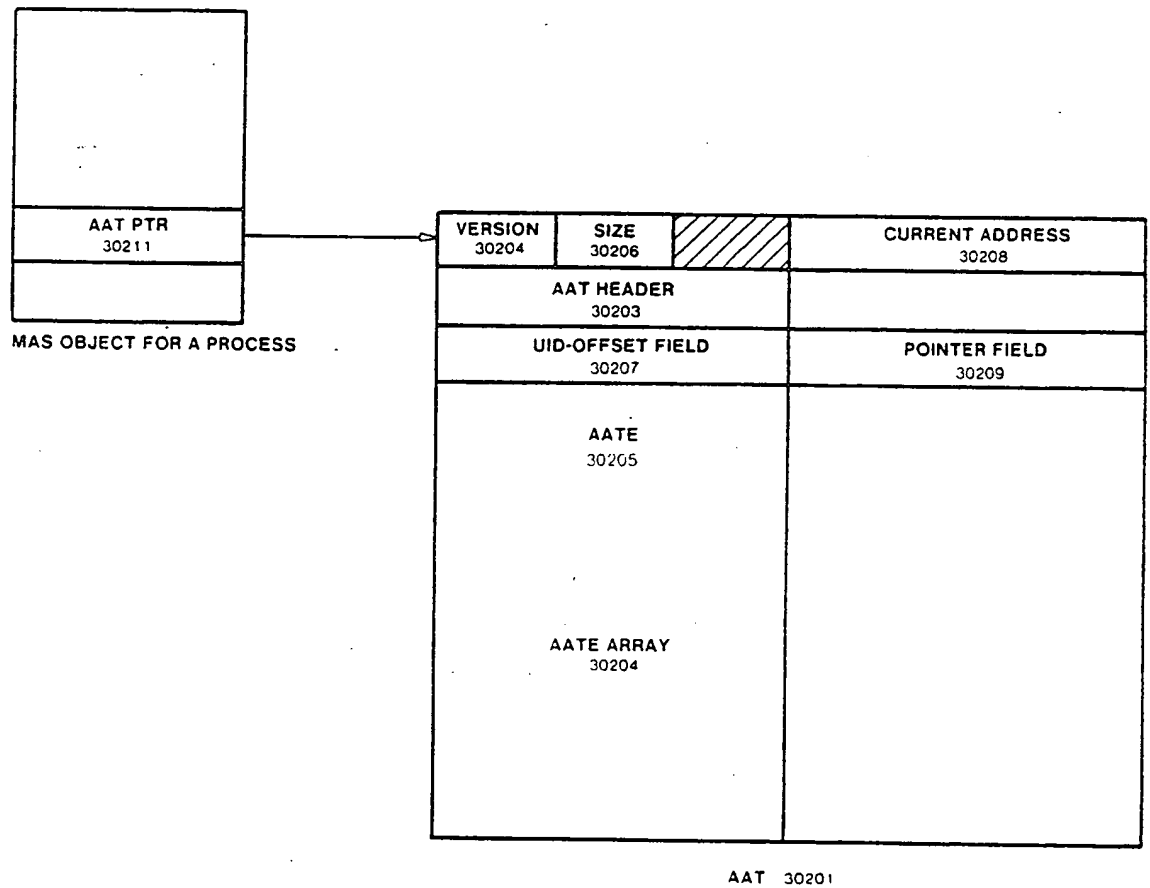 AAT PTR
30211
MAS OBJECT FOR A PROCESS
VERSION
30204
SIZE
30206
CURRENT ADDRESS
30208
AAT HEADER
30203
UID-OFFSET FIELD
30207
POINTER FIELD
30209
AATE
30205
AATE ARRAY
30204
AAT 30201